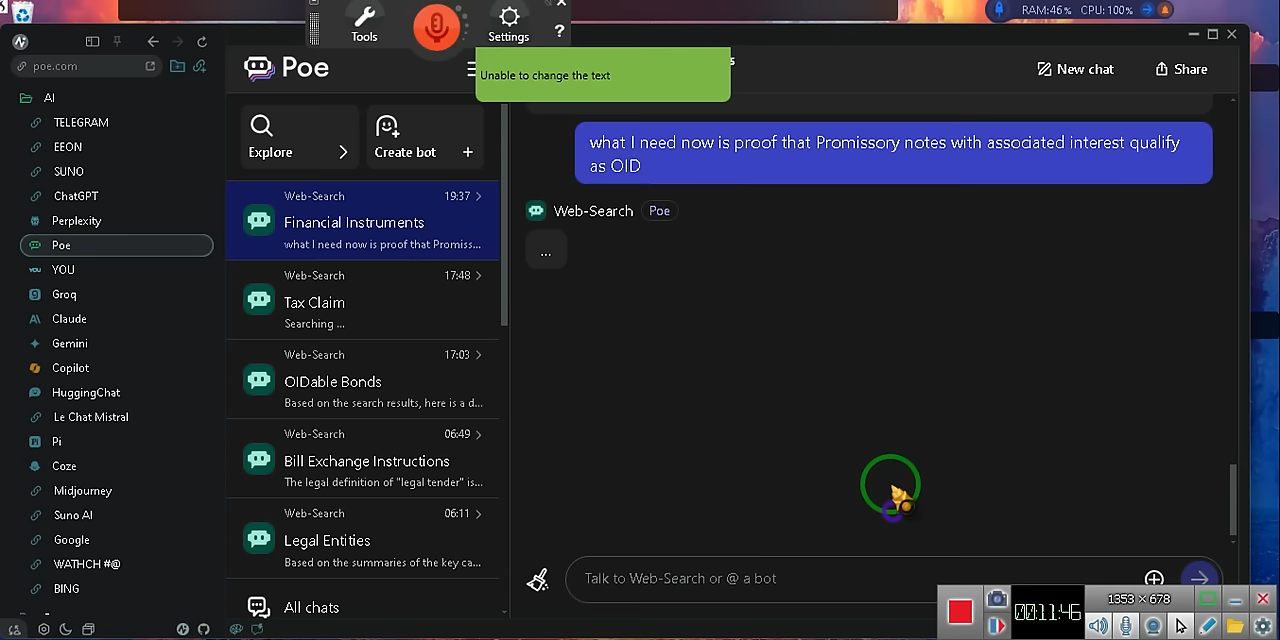 RAM:46% CPU: 100%
Tools
Settings
?
poe.com
Poe
Unable to change the text
s
New chat
Share
AI
TELEGRAM
EEON
SUNO
ChatGPT
Perplexity
Poe
YOU
Groq
Claude
Gemini
Copilot
HuggingChat
Le Chat Mistral
Pi
Coze
Midjourney
Suno AI
Google
WATHCH #@
BING
Explore
Create bot
Web-Search 19:37
Financial Instruments
what I need now is proof that Promiss...
Web-Search 17:48
Tax Claim
Searching ...
Web-Search 17:03
OIDable Bonds
Based on the search results, here is a d...
Web-Search 06:49
Bill Exchange Instructions
The legal definition of "legal tender" is...
Web-Search 06:11
Legal Entities
Based on the summaries of the key ca...
All chats
what I need now is proof that Promissory notes with associated interest qualify
as OID
Web-Search Poe
...
Talk to Web-Search or @ a bot
00:11:46
1353 × 678